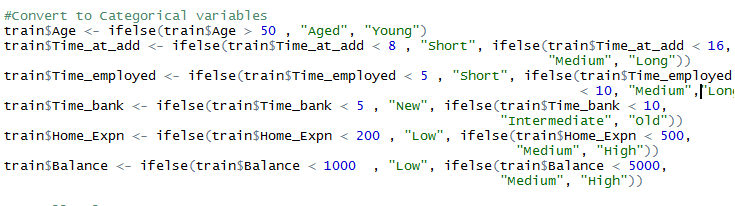 #Convert to Categorical variables
train$Age <- ifelse(train$Age > 50 , "Aged", "Young")
train$Time_at_add <- ifelse(train$Time_at_add < 8 , "Short", ifelse(train$Time_at_add < 16,
"Medium", "Long"))
train$Time_employed <- ifelse(train$Time_employed < 5 , "Short", ifelse(train$Time_employed
< 10, "Medium","Long
train$Time_bank <- ifelse(train$Time_bank < 5 , "New", ifelse(train$Time_bank < 10,
"Intermediate", "Old"))
train$Home_Expn <- ifelse(train$Home_Expn < 200 , "Low", ifelse(train$Home_Expn < 500,
"Medium", "High"))
train$Balance <- ifelse(train$Balance < 1000  , "Low", ifelse(train$Balance < 5000,
"Medium", "High"))